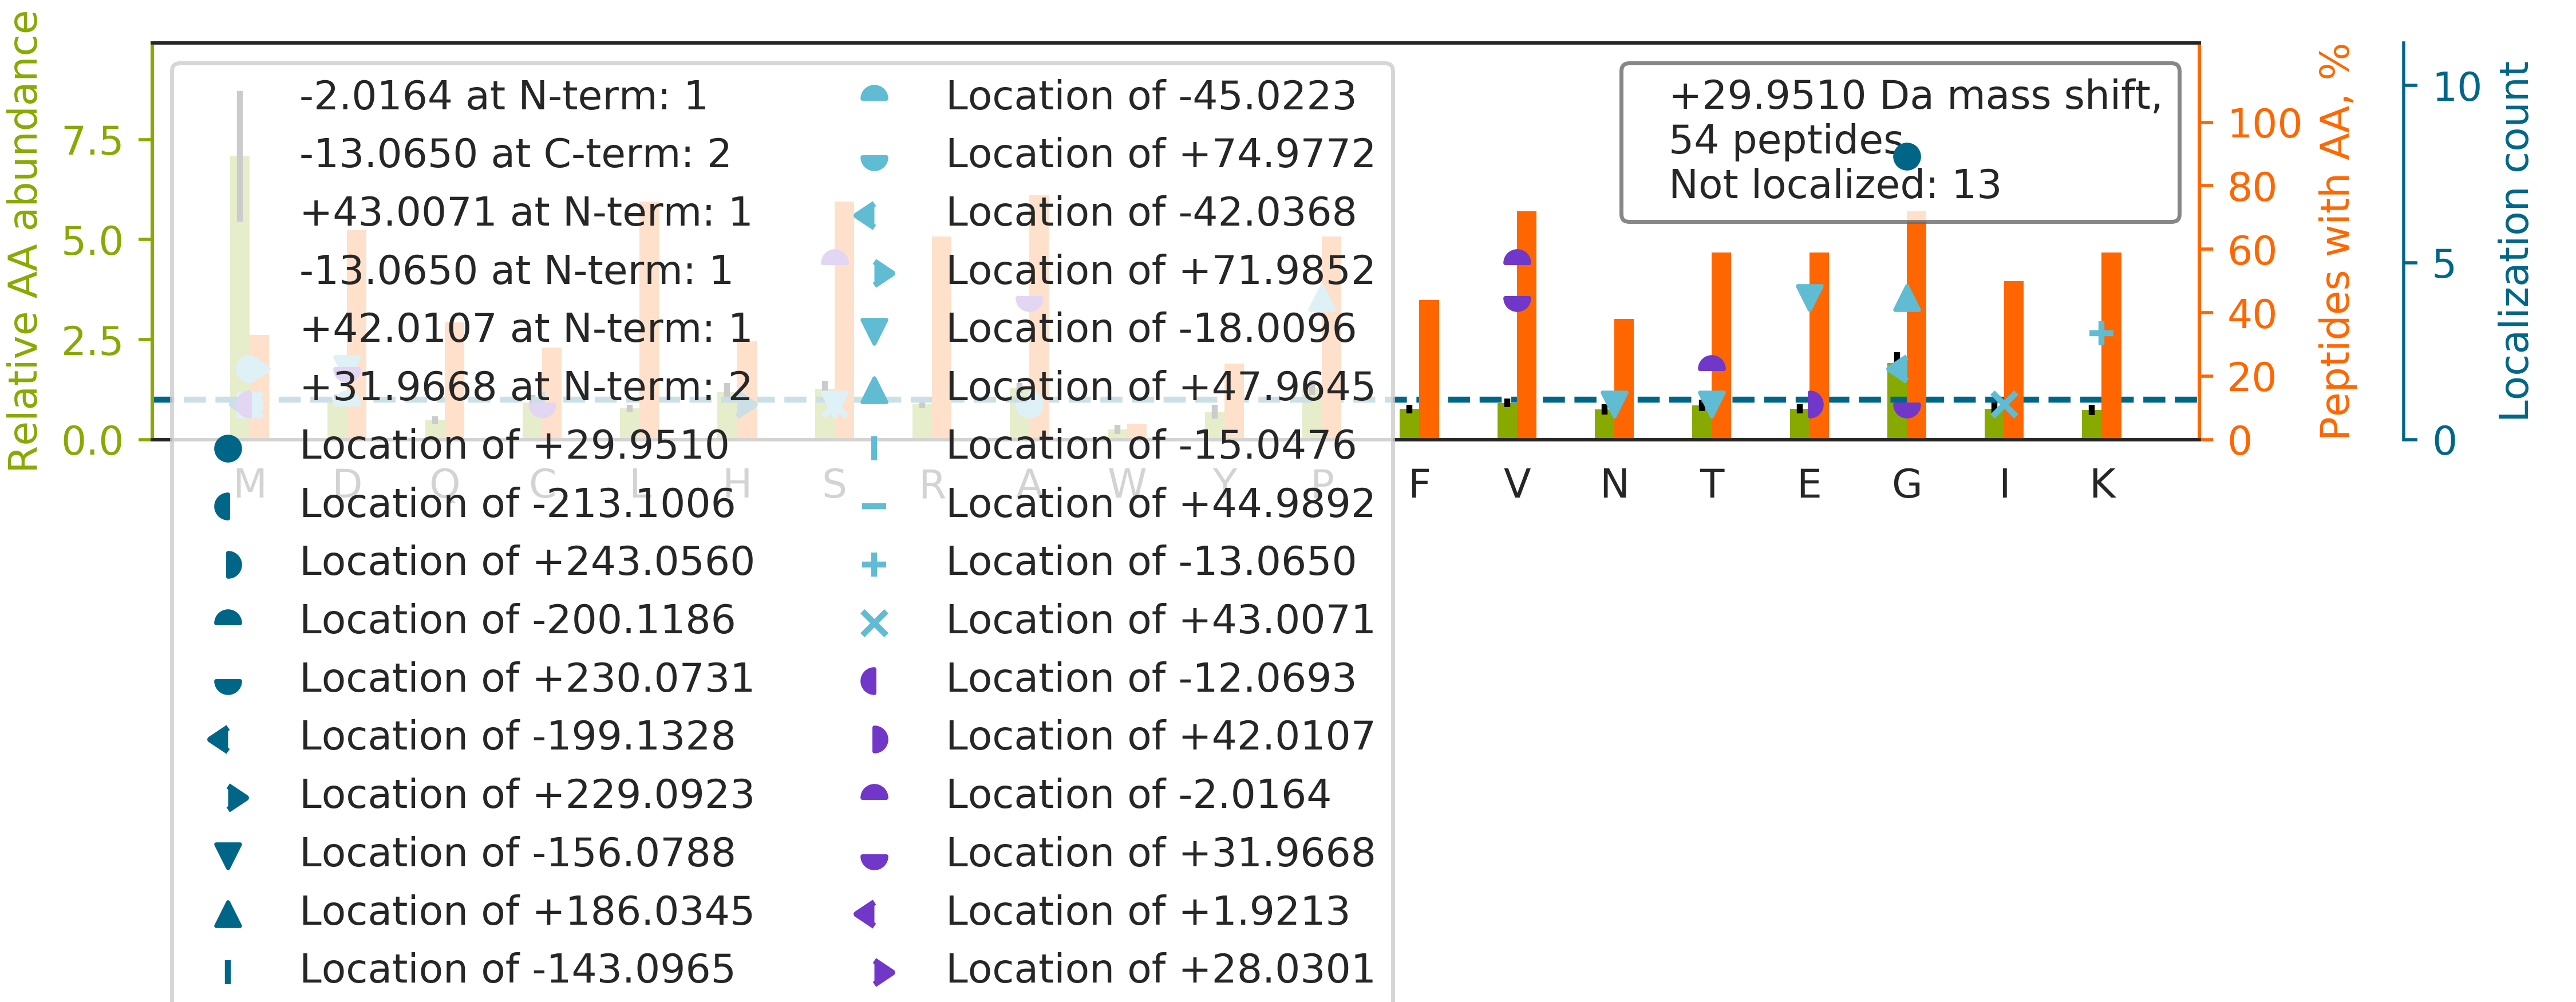 Relative AA abundance
7.5
5.0
2.5
0.0
-2.0164 at N-term: 1
-13.0650 at C-term: 2
+43.0071 at N-term: 1
-13.0650 at N-term: 1
+42.0107 at N-term: 1
+31.9668 at N-term: 2
Location of +29.9510
Location of -213.1006
Location of +243.0560
Location of -200.1186
Location of +230.0731
Location of -199.1328
Location of +229.0923
Location of -156.0788
Location of +186.0345
Location of -143.0965
Location of -45.0223
Location of +74.9772
Location of -42.0368
Location of +71.9852
Location of -18.0096
Location of +47.9645
Location of -15.0476
Location of +44.9892
Location of -13.0650
Location of +43.0071
Location of -12.0693
Location of +42.0107
Location of -2.0164
Location of +31.9668
Location of +1.9213
Location of +28.0301
+29.9510 Da mass shift,
54 peptides
Not localized: 13
M D Q C L H S R A W Y P F V N T E G I K
100
80
60
40
20
0
Peptides with AA, %
10
5
0
Localization count